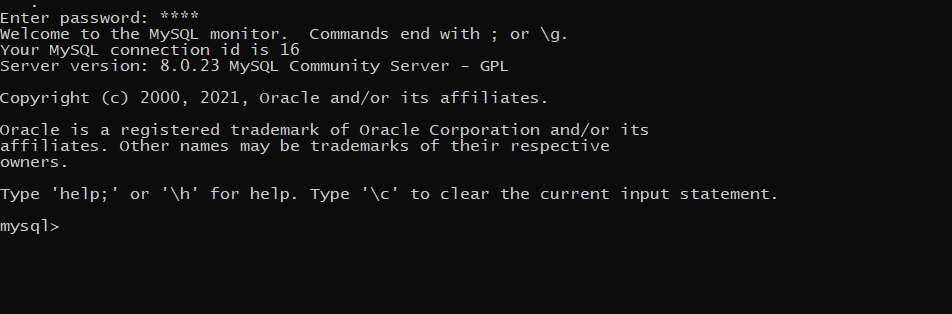 Enter password: ****
Welcome to the MySQL monitor.  Commands end with ; or \g.
Your MySQL connection id is 16
Server version: 8.0.23 MySQL Community Server - GPL
Copyright (c) 2000, 2021, Oracle and/or its affiliates.
Oracle is a registered trademark of Oracle Corporation and/or its
affiliates. Other names may be trademarks of their respective
owners.
Type 'help;' or '\h' for help. Type '\c' to clear the current input statement.
mysql>